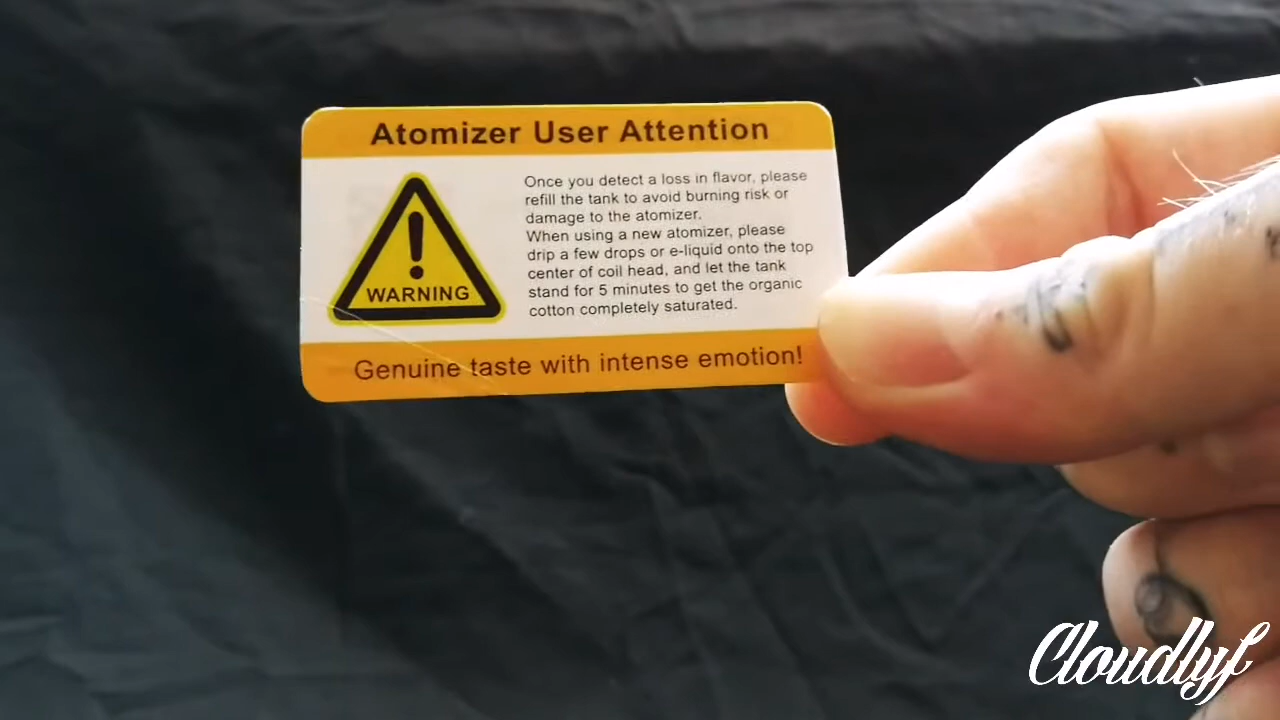 Atomizer User Attention
Once you detect a loss in flavor, please
refill the tank to avoid burning risk or
damage to the atomizer.
When using a new atomizer, please
drip a few drops or e-liquid onto the top
center of coil head, and let the tank
stand for 5 minutes to get the organic
cotton completely saturated.
WARNING
Genuine taste with intense emotion!
Cloudlyf